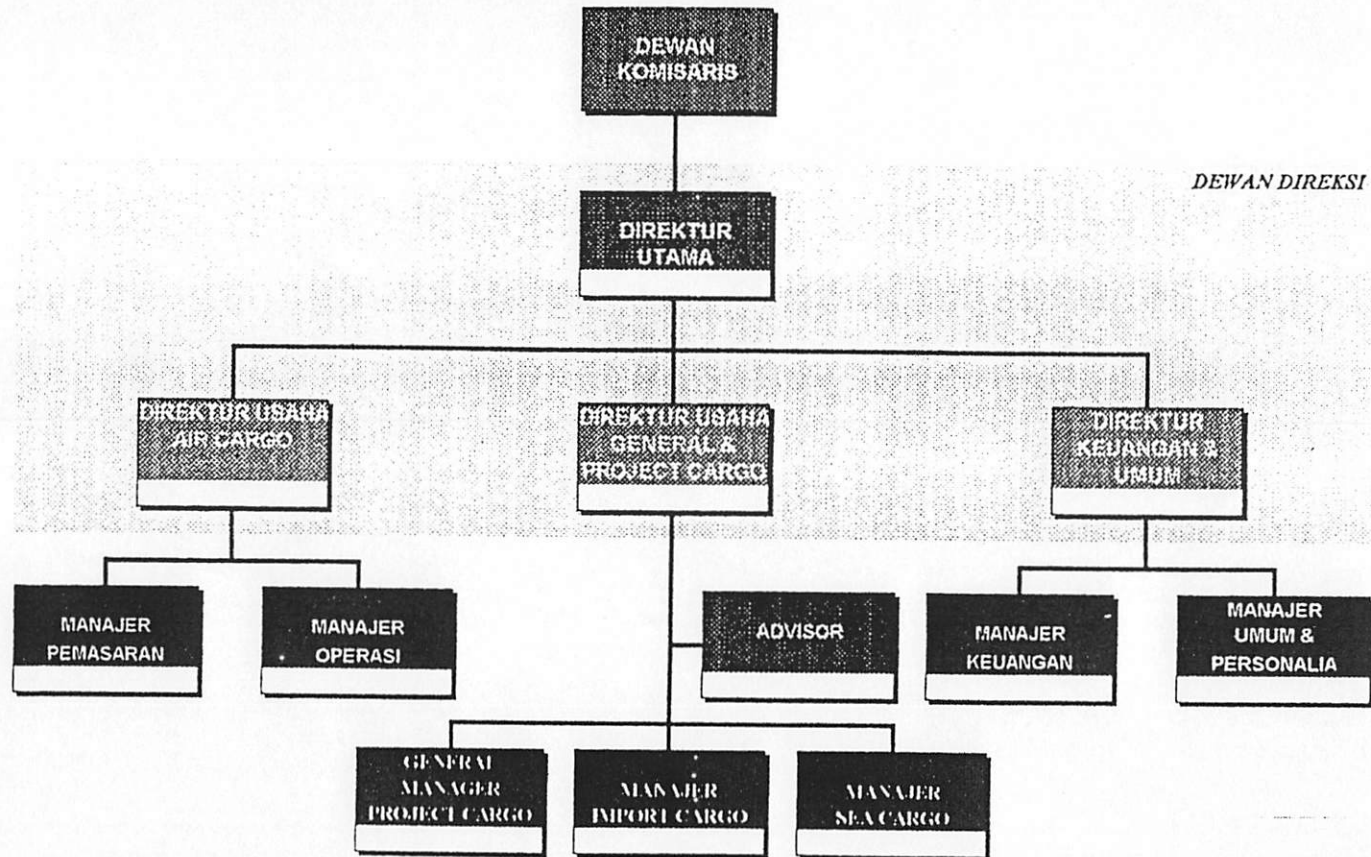 DEWAN
KOMISARIS
DEWAN DIREKSI
DIREKTUR
UTAMA
DIREKTUR USAHA
AIR CARGO
DIREKTUR USAHA
GENERAL &
PROJECT CARGO
DIREKTUR
KEUANGAN &
UMUM
MANAJER
PEMASARAN
MANAJER
OPERASI
ADVISOR
MANAJER
KEUANGAN
MANAJER
UMUM &
PERSONALIA
GENERAL
MANAGER
PROJECT CARGO
MANAJER
IMPORT CARGO
MANAJER
SEA CARGO